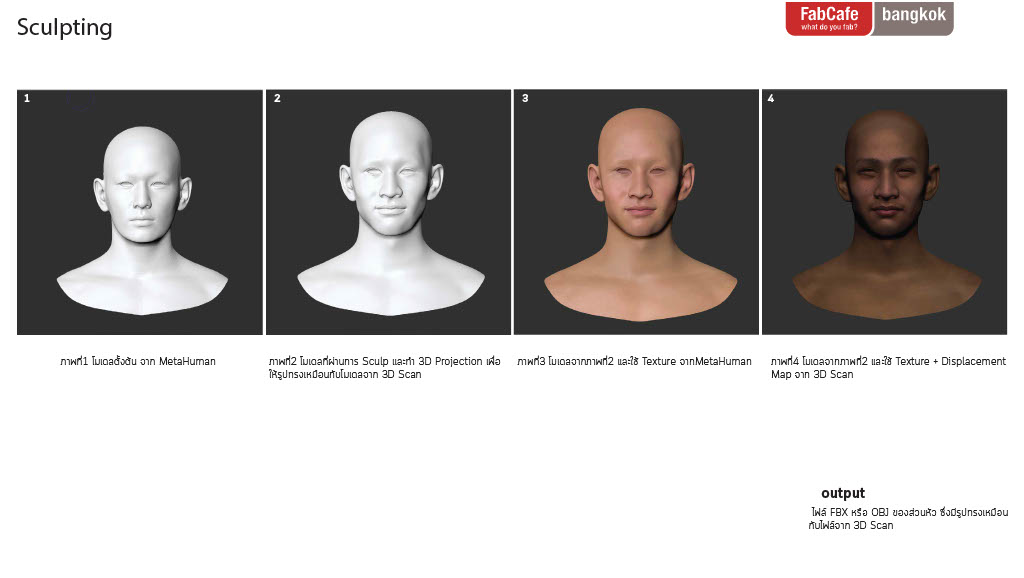 Sculpting
FabCafe
what do you fab?
bangkok
1
2
3
4
ภาพที่1 โมเดลตั้งต้น จาก MetaHuman
ภาพที่2 โมเดลที่ผ่านการ Sculp และทำ 3D Projection เพื่อ
ให้รูปทรงเหมือนกับโมเดลจาก 3D Scan
ภาพที่3 โมเดลจากภาพที่2 และใช้ Texture จากMetaHuman
ภาพที่4 โมเดลจากภาพที่2 และใช้ Texture + Displacement
Map จาก 3D Scan
output
ไฟล์ FBX หรือ OBJ ของส่วนหัว ซึ่งมีรูปทรงเหมือน
กับไฟล์จาก 3D Scan